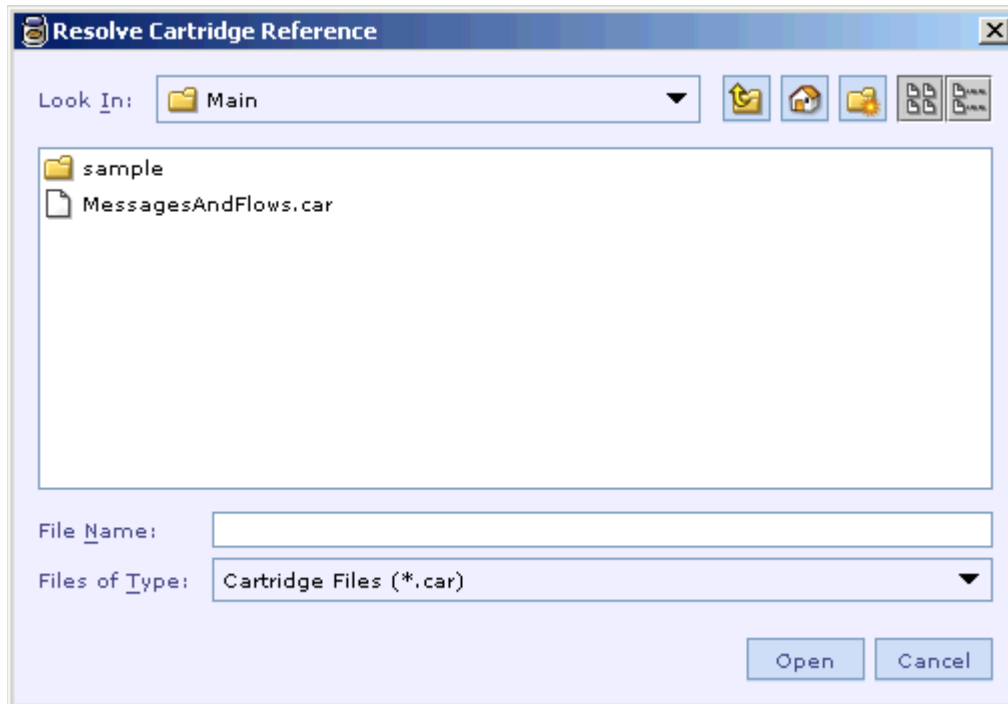 Resolve Cartridge Reference
Look In: Main
sample
MessagesAndFlows.car
File Name:
Files of Type: Cartridge Files (*.car)
Open Cancel